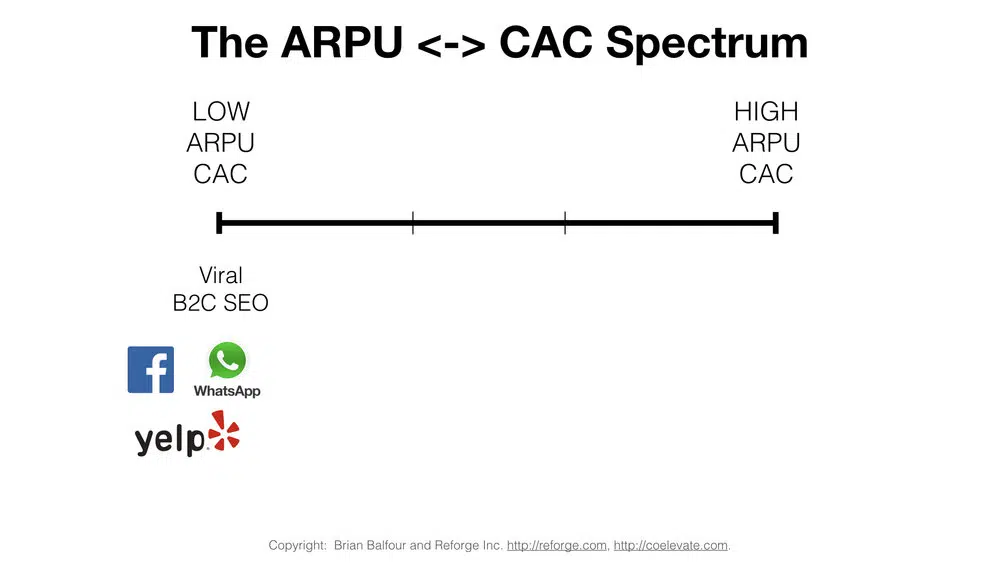 The ARPU <-> CAC Spectrum
LOW
ARPU
CAC
HIGH
ARPU
CAC
Viral
B2C SEO
f
WhatsApp
yelp
Copyright: Brian Balfour and Reforge Inc. http://reforge.com, http://coelevate.com.